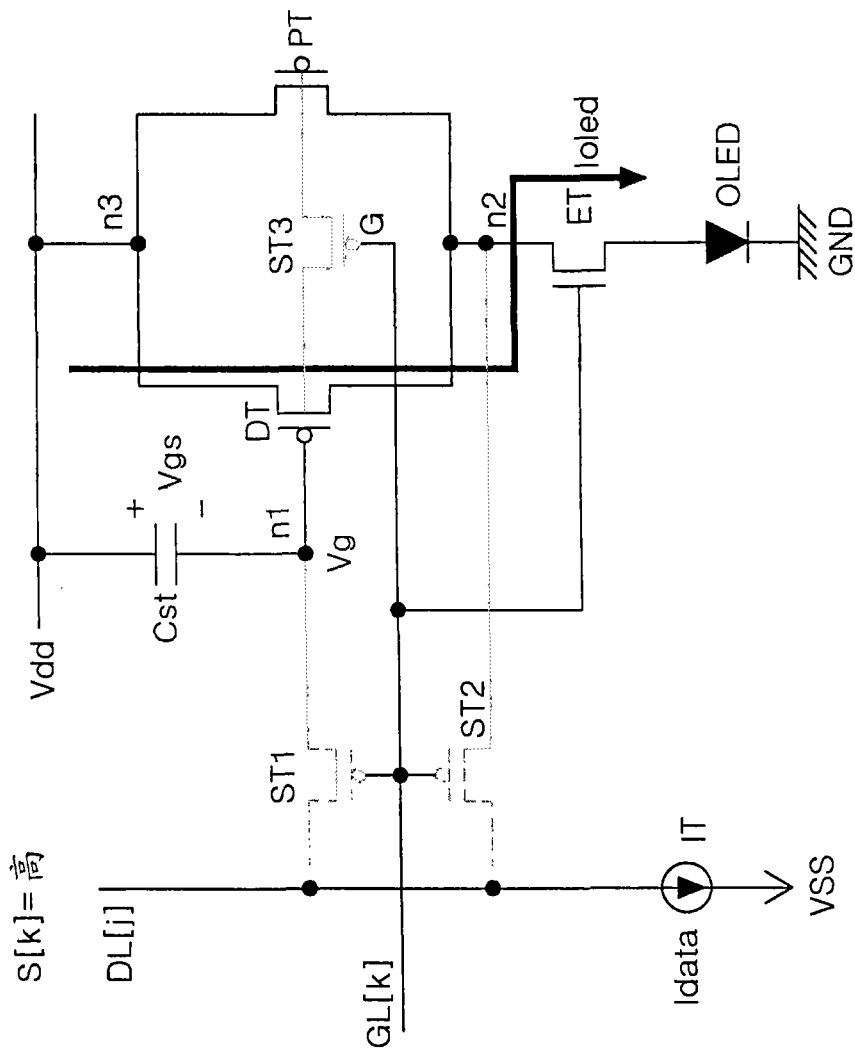 S[k]=高
DL[j]
GL[k]
Vdd
Cst
+
Vgs
−
n1
Vg
DT
n3
PT
ST3
G
n2
ET
Ioled
OLED
GND
ST1
ST2
Idata
IT
VSS